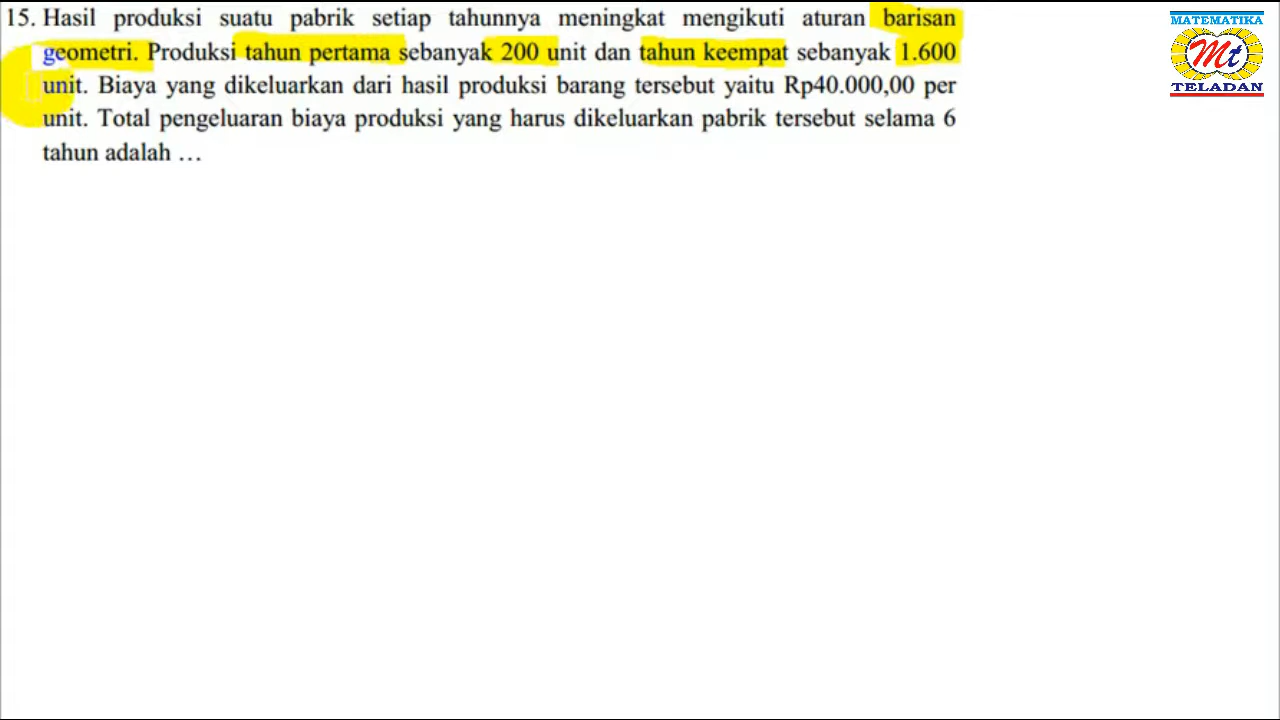 15. Hasil produksi suatu pabrik setiap tahunnya meningkat mengikuti aturan barisan
geometri. Produksi tahun pertama sebanyak 200 unit dan tahun keempat sebanyak 1.600
unit. Biaya yang dikeluarkan dari hasil produksi barang tersebut yaitu Rp40.000,00 per
unit. Total pengeluaran biaya produksi yang harus dikeluarkan pabrik tersebut selama 6
tahun adalah …
MATEMATIKA
Mt
TELADAN